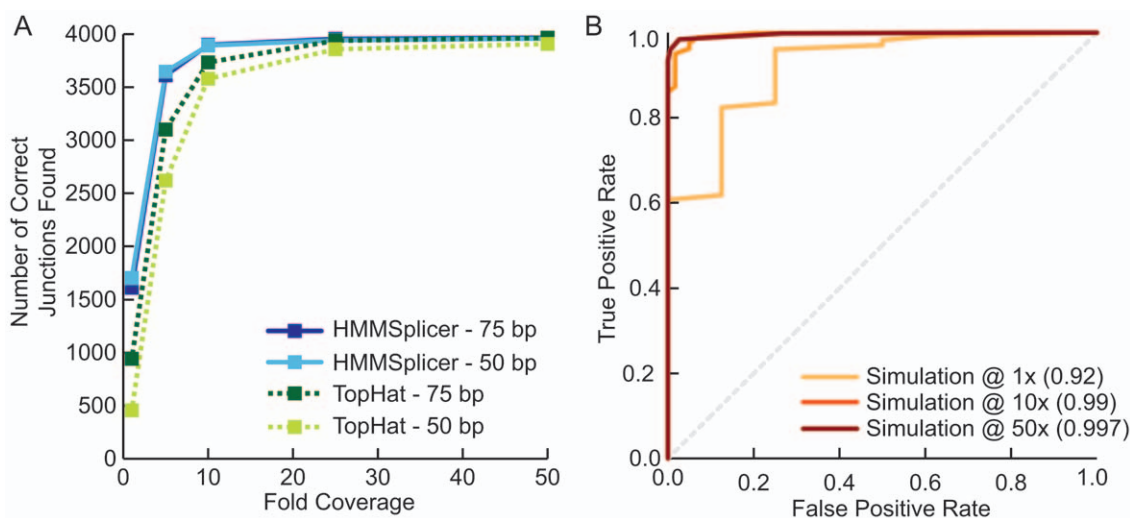 A
4000
3500
3000
2500
2000
1500
1000
500
0
Number of Correct
Junctions Found
0
10
20
30
40
50
Fold Coverage
HMMSplicer - 75 bp
HMMSplicer - 50 bp
TopHat - 75 bp
TopHat - 50 bp
B
1.0
0.8
0.6
0.4
0.2
0.0
True Positive Rate
0.2
0.4
0.6
0.8
1.0
False Positive Rate
Simulation @ 1x (0.92)
Simulation @ 10x (0.99)
Simulation @ 50x (0.997)